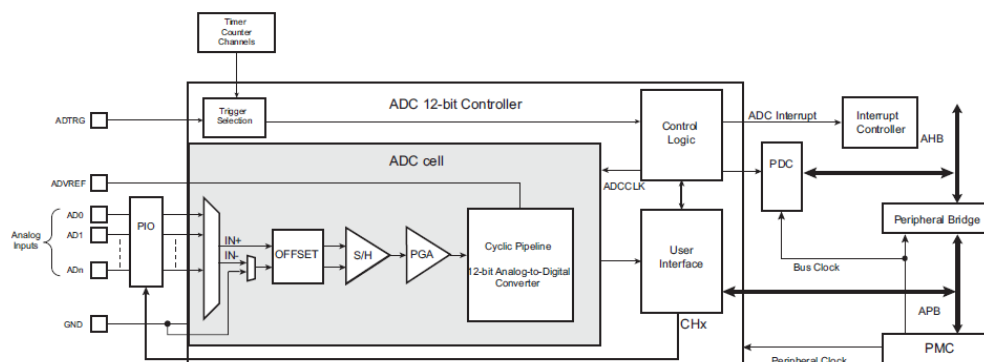 Timer
Counter
Channels
ADC 12-bit Controller
ADTRG
Trigger
Selection
Control
Logic
ADC Interrupt
Interrupt
Controller
AHB
ADC cell
PDC
ADVREF
ADCCLK
Analog
Inputs
AD0
AD1
ADn
PIO
IN+
IN-
OFFSET
S/H
PGA
Cyclic Pipeline
12-bit Analog-to-Digital
Converter
User
Interface
Peripheral Bridge
Bus Clock
APB
GND
CHx
PMC
Peripheral Clock